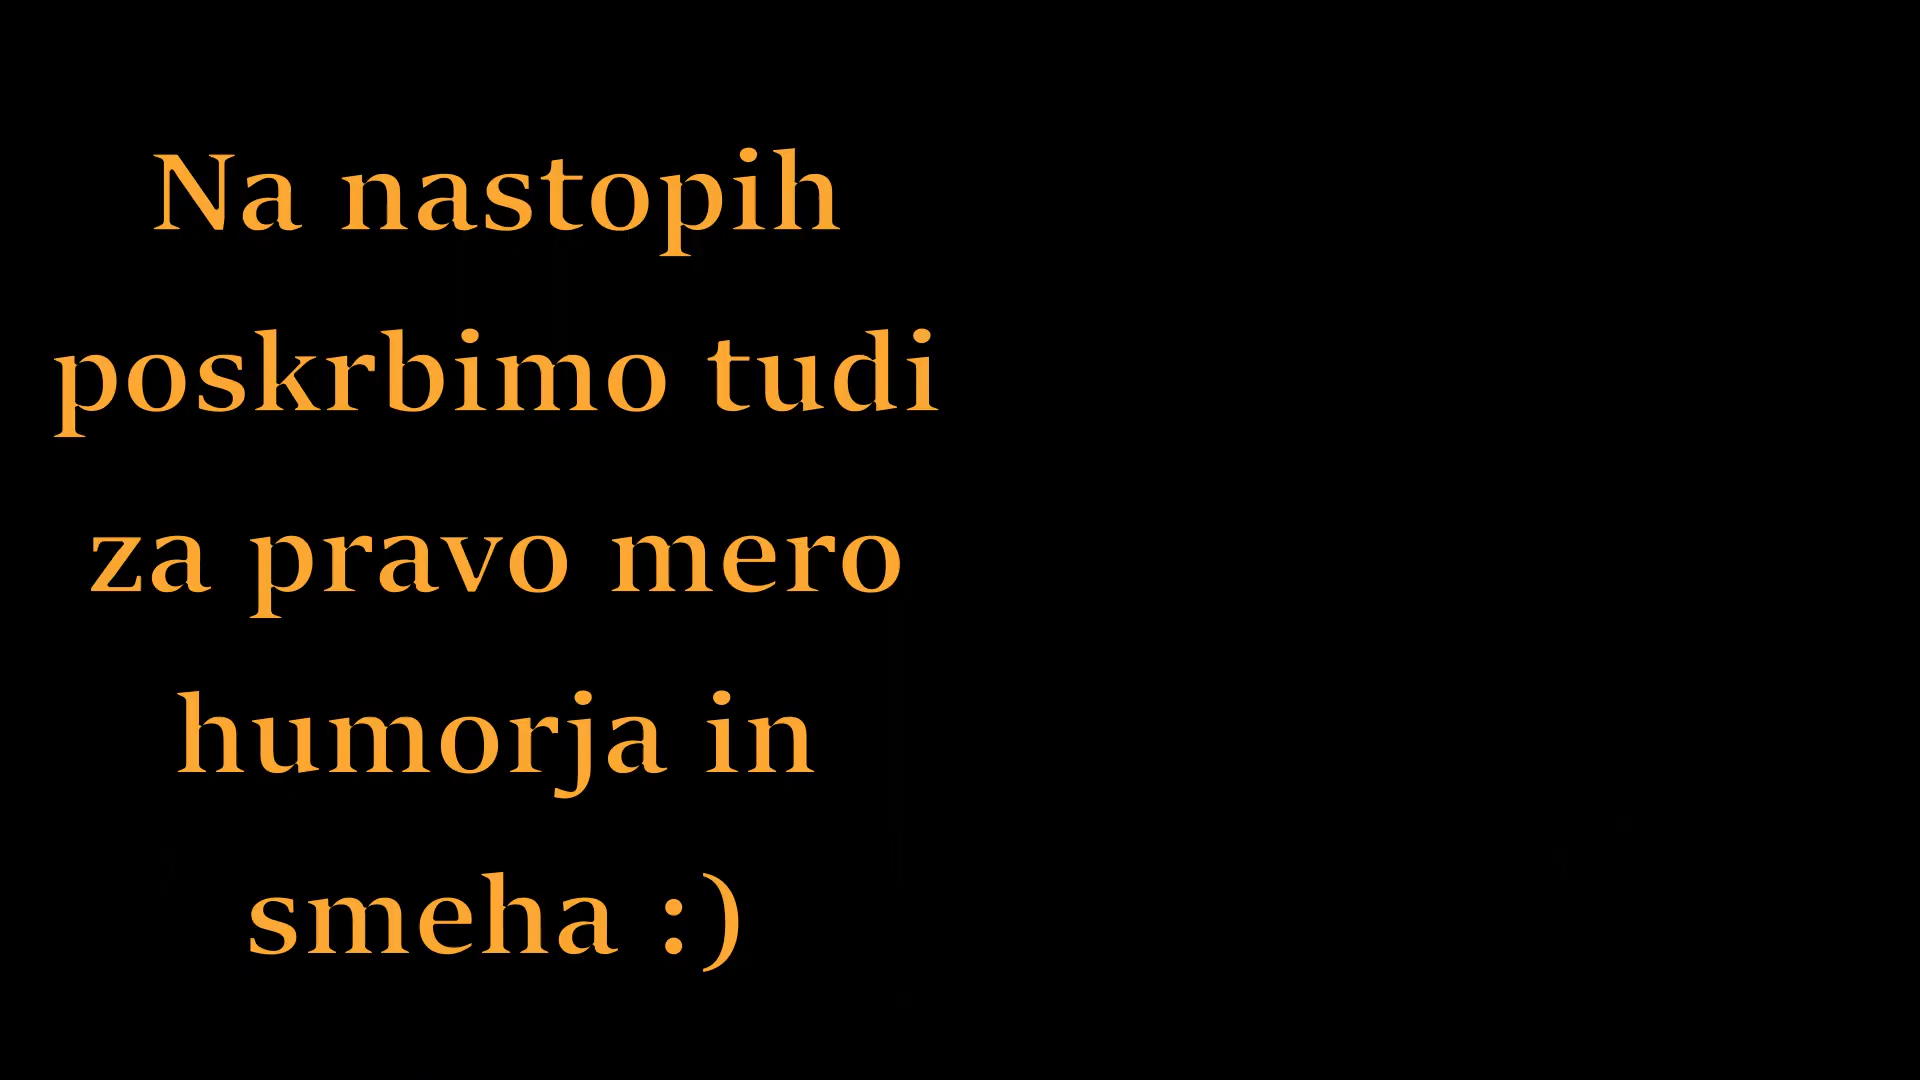 Na nastopih
poskrbimo tudi
za pravo mero
humorja in
smeha :)